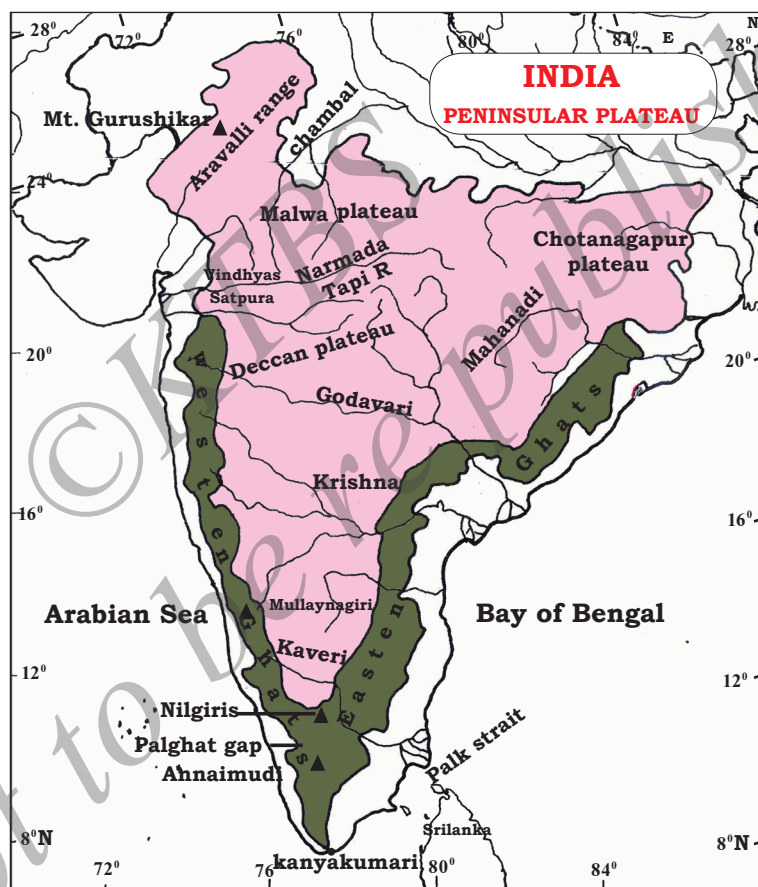 28⁰
72⁰
76⁰
80⁰
84⁰
E
N
28⁰
INDIA
PENINSULAR PLATEAU
Mt. Gurushikar
Aravalli range
chambal
24⁰
Malwa plateau
Chotanagapur
plateau
Vindhyas
Narmada
Satpura
Tapi R
Mahanadi
20⁰
Deccan plateau
20⁰
Westen Ghats
Godavari
Ghats
Krishna
16⁰
16⁰
Mullaynagiri
Arabian Sea
Bay of Bengal
Easten
Kaveri
12⁰
12⁰
Nilgiris
Palghat gap
Annaimudi
Palk strait
Srilanka
8⁰N
8⁰N
kanyakumari
72⁰
76⁰
80⁰
84⁰
©KTBS
not to be republish